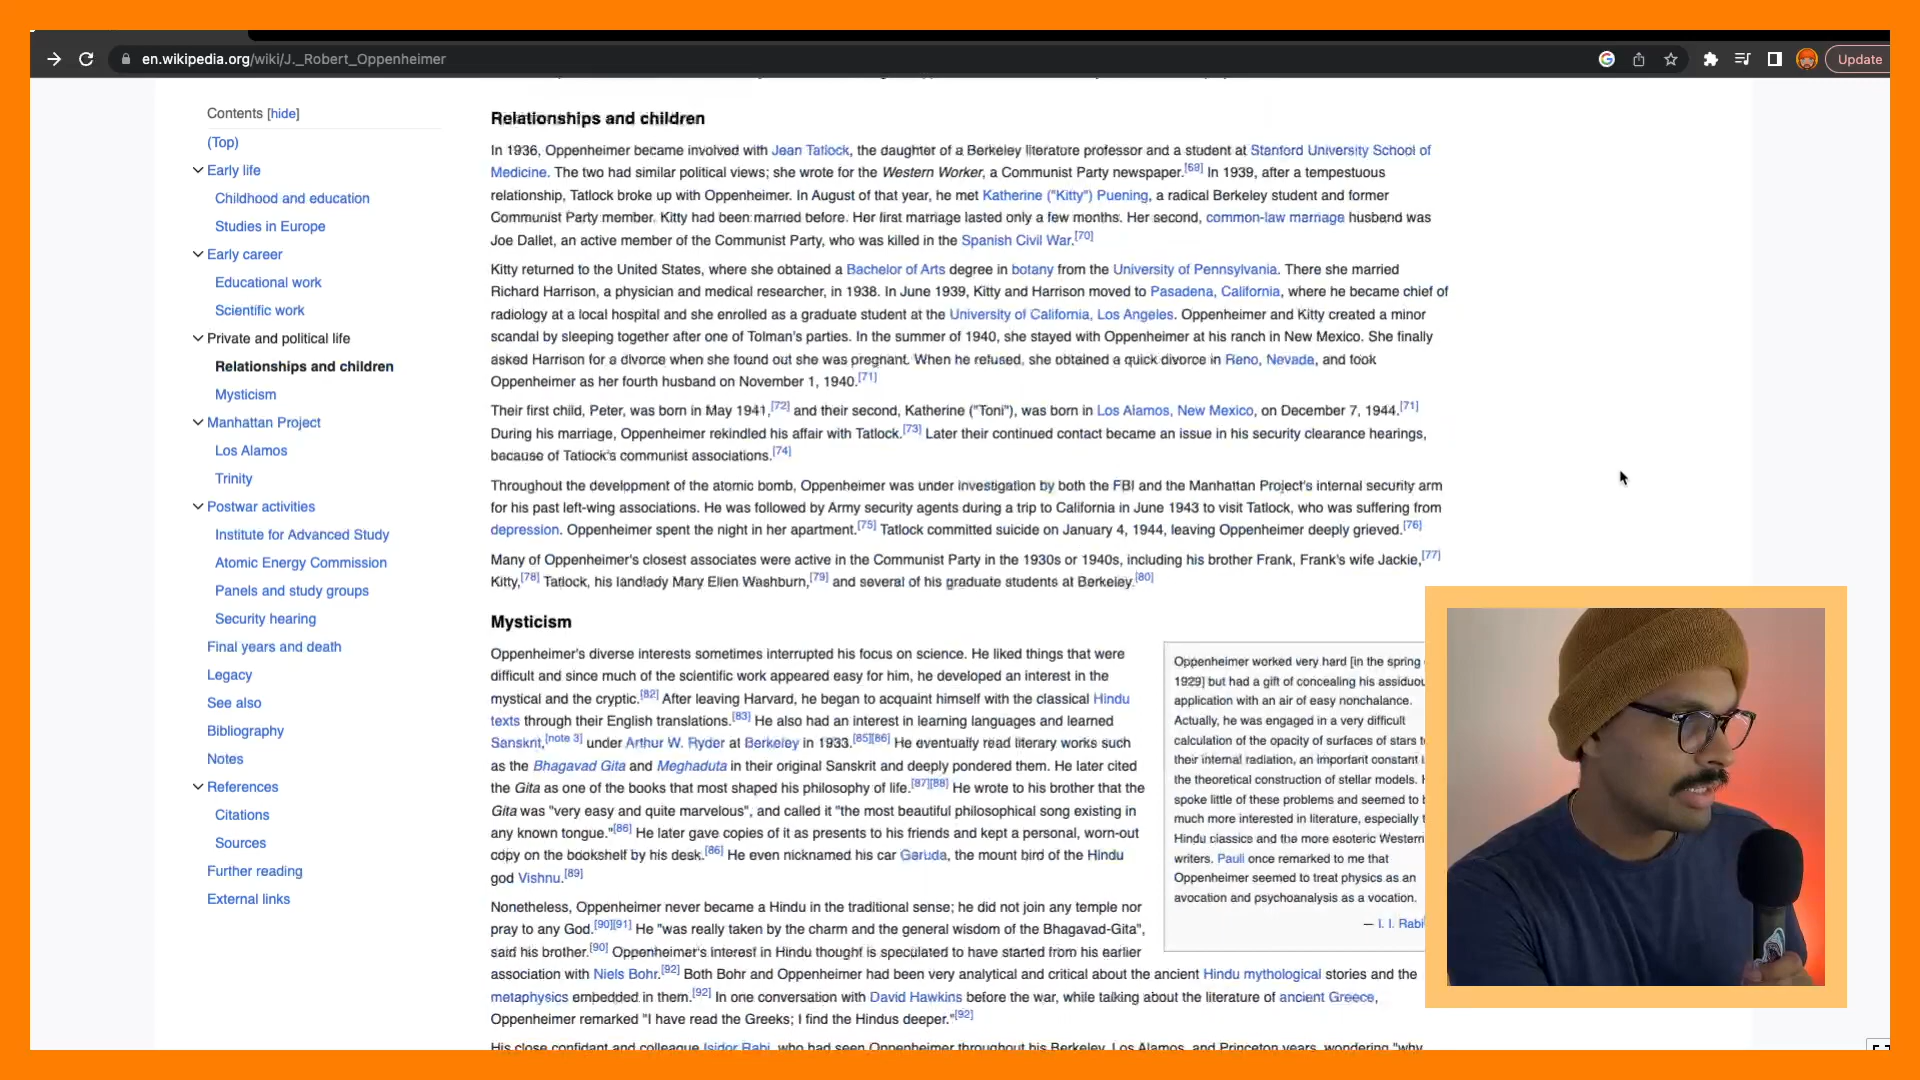 en.wikipedia.org/wiki/J._Robert_Oppenheimer
Update
Contents [hide]
(Top)
Early life
Childhood and education
Studies in Europe
Early career
Educational work
Scientific work
Private and political life
Relationships and children
Mysticism
Manhattan Project
Los Alamos
Trinity
Postwar activities
Institute for Advanced Study
Atomic Energy Commission
Panels and study groups
Security hearing
Final years and death
Legacy
See also
Bibliography
Notes
References
Citations
Sources
Further reading
External links
Relationships and children
In 1936, Oppenheimer became involved with Jean Tatlock, the daughter of a Berkeley literature professor and a student at Stanford University School of
Medicine. The two had similar political views; she wrote for the Western Worker, a Communist Party newspaper.[69] In 1939, after a tempestuous
relationship, Tatlock broke up with Oppenheimer. In August of that year, he met Katherine ("Kitty") Puening, a radical Berkeley student and former
Communist Party member. Kitty had been married before. Her first marriage lasted only a few months. Her second, common-law marriage husband was
Joe Dallet, an active member of the Communist Party, who was killed in the Spanish Civil War.[70]
Kitty returned to the United States, where she obtained a Bachelor of Arts degree in botany from the University of Pennsylvania. There she married
Richard Harrison, a physician and medical researcher, in 1938. In June 1939, Kitty and Harrison moved to Pasadena, California, where he became chief of
radiology at a local hospital and she enrolled as a graduate student at the University of California, Los Angeles. Oppenheimer and Kitty created a minor
scandal by sleeping together after one of Tolman's parties. In the summer of 1940, she stayed with Oppenheimer at his ranch in New Mexico. She finally
asked Harrison for a divorce when she found out she was pregnant. When he refused, she obtained a quick divorce in Reno, Nevada, and took
Oppenheimer as her fourth husband on November 1, 1940.[71]
Their first child, Peter, was born in May 1941,[72] and their second, Katherine ("Toni"), was born in Los Alamos, New Mexico, on December 7, 1944.[71]
During his marriage, Oppenheimer rekindled his affair with Tatlock.[73] Later their continued contact became an issue in his security clearance hearings,
because of Tatlock's communist associations.[74]
Throughout the development of the atomic bomb, Oppenheimer was under investigation by both the FBI and the Manhattan Project's internal security arm
for his past left-wing associations. He was followed by Army security agents during a trip to California in June 1943 to visit Tatlock, who was suffering from
depression. Oppenheimer spent the night in her apartment.[75] Tatlock committed suicide on January 4, 1944, leaving Oppenheimer deeply grieved.[76]
Many of Oppenheimer's closest associates were active in the Communist Party in the 1930s or 1940s, including his brother Frank, Frank's wife Jackie,[77]
Kitty,[78] Tatlock, his landlady Mary Ellen Washburn,[79] and several of his graduate students at Berkeley.[80]
Mysticism
Oppenheimer's diverse interests sometimes interrupted his focus on science. He liked things that were
difficult and since much of the scientific work appeared easy for him, he developed an interest in the
mystical and the cryptic.[82] After leaving Harvard, he began to acquaint himself with the classical Hindu
texts through their English translations.[83] He also had an interest in learning languages and learned
Sanskrit,[note 3] under Arthur W. Ryder at Berkeley in 1933.[85][86] He eventually read literary works such
as the Bhagavad Gita and Meghaduta in their original Sanskrit and deeply pondered them. He later cited
the Gita as one of the books that most shaped his philosophy of life.[87][88] He wrote to his brother that the
Gita was "very easy and quite marvelous", and called it "the most beautiful philosophical song existing in
any known tongue."[86] He later gave copies of it as presents to his friends and kept a personal, worn-out
copy on the bookshelf by his desk.[86] He even nicknamed his car Garuda, the mount bird of the Hindu
god Vishnu.[89]
Nonetheless, Oppenheimer never became a Hindu in the traditional sense; he did not join any temple nor
pray to any God.[90][91] He "was really taken by the charm and the general wisdom of the Bhagavad-Gita",
said his brother.[90] Oppenheimer's interest in Hindu thought is speculated to have started from his earlier
association with Niels Bohr.[92] Both Bohr and Oppenheimer had been very analytical and critical about the ancient Hindu mythological stories and the
metaphysics embedded in them.[92] In one conversation with David Hawkins before the war, while talking about the literature of ancient Greece,
Oppenheimer remarked "I have read the Greeks; I find the Hindus deeper."[92]
His close confidant and colleague Isidor Rabi, who had seen Oppenheimer throughout his Berkeley, Los Alamos, and Princeton years, wondering "why
Oppenheimer worked very hard [in the spring
1929] but had a gift of concealing his assiduou
application with an air of easy nonchalance.
Actually, he was engaged in a very difficult
calculation of the opacity of surfaces of stars t
their internal radiation, an important constant i
the theoretical construction of stellar models. H
spoke little of these problems and seemed to b
much more interested in literature, especially t
Hindu classics and the more esoteric Western
writers. Pauli once remarked to me that
Oppenheimer seemed to treat physics as an
avocation and psychoanalysis as a vocation.
— I. I. Rabi